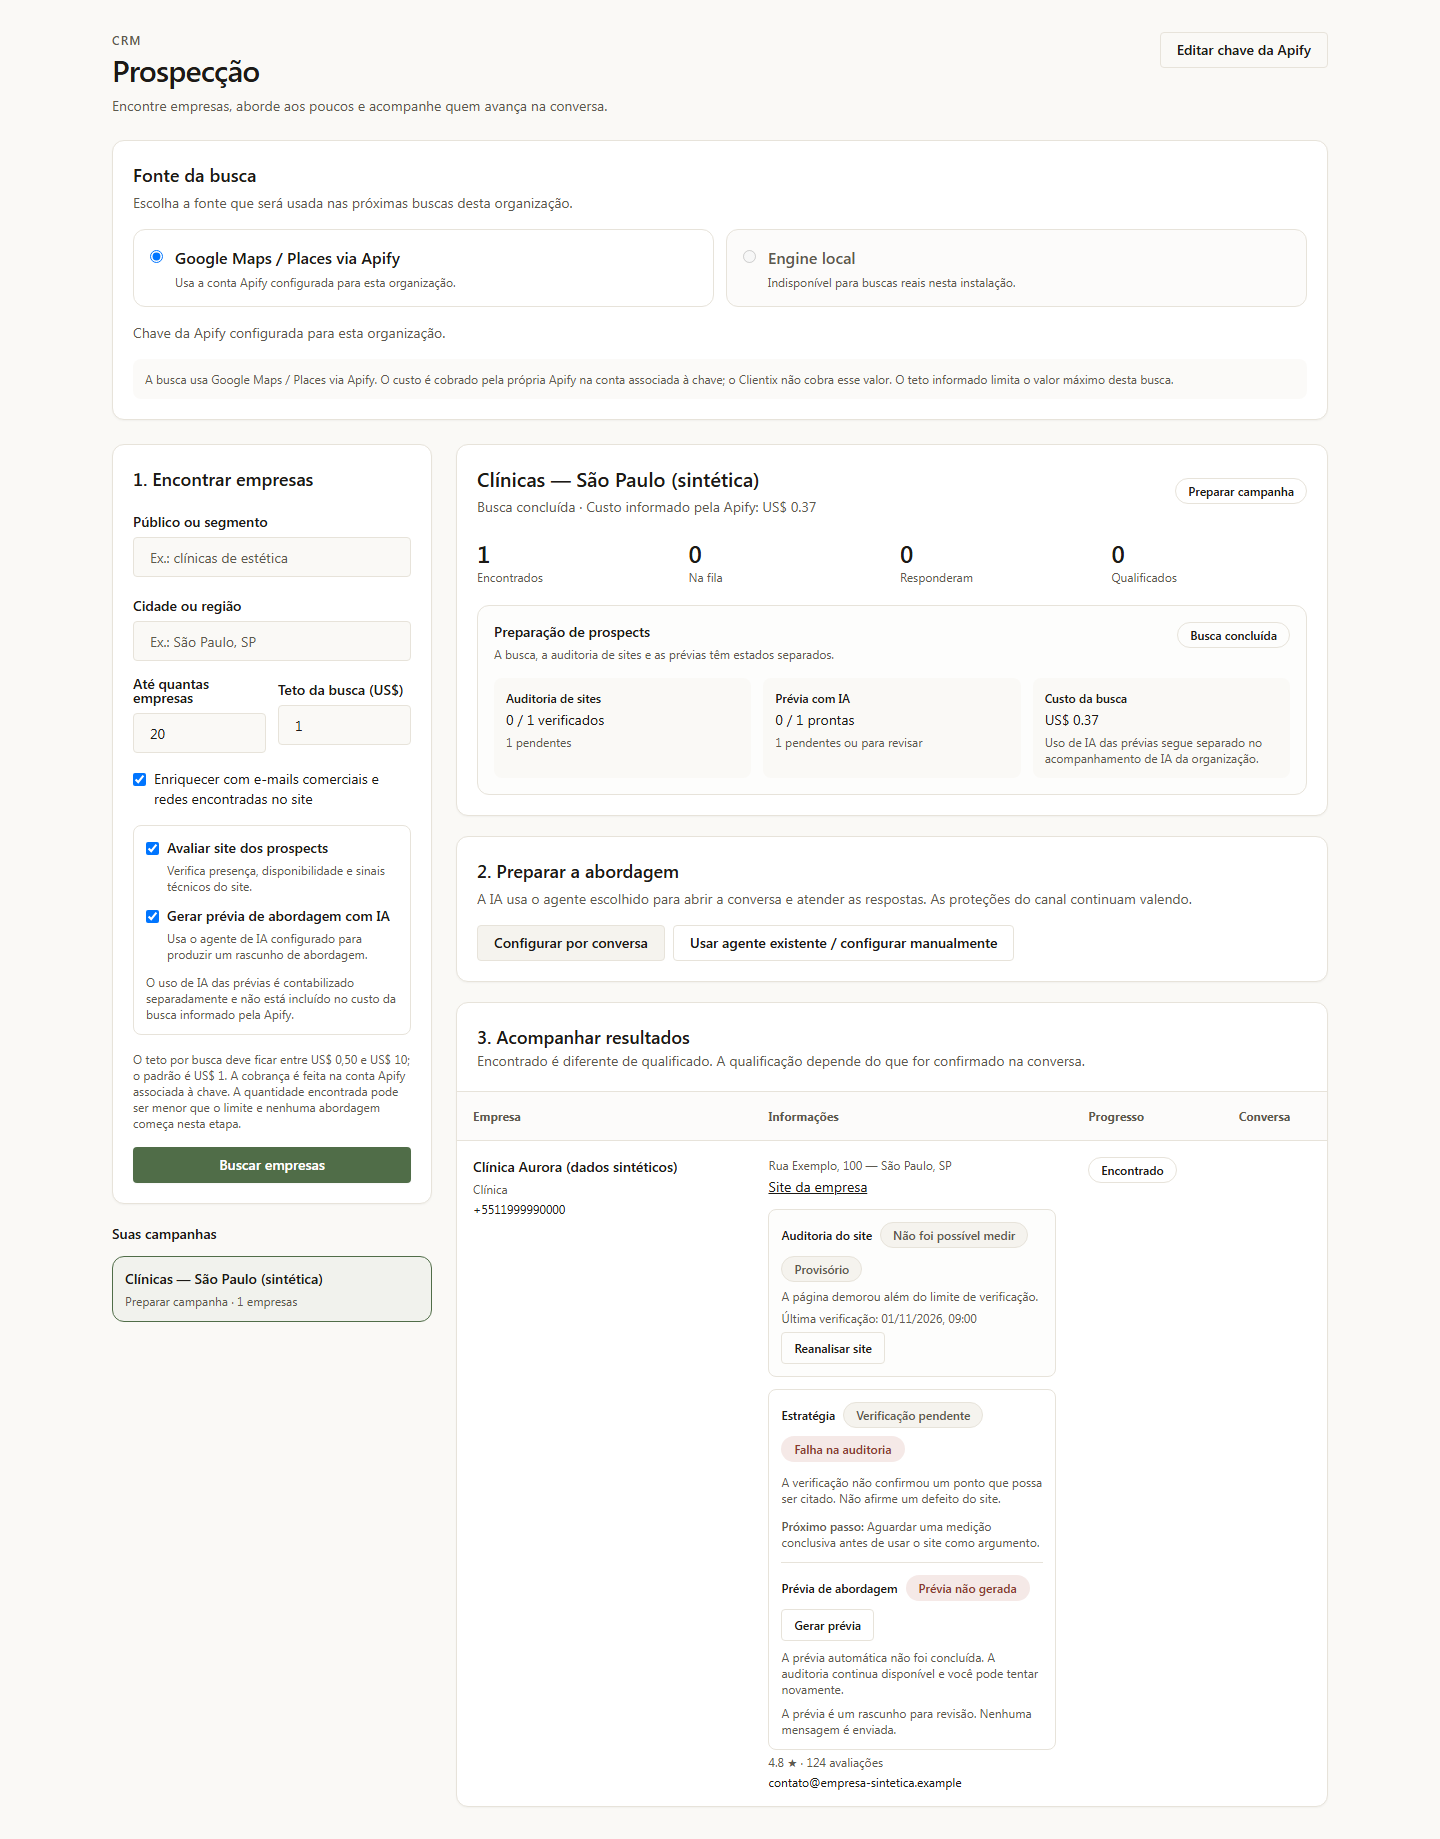 CRM
Prospecção
Encontre empresas, aborde aos poucos e acompanhe quem avança na conversa.
Editar chave da Apify
Fonte da busca
Escolha a fonte que será usada nas próximas buscas desta organização.
Google Maps / Places via Apify
Usa a conta Apify configurada para esta organização.
Engine local
Indisponível para buscas reais nesta instalação.
Chave da Apify configurada para esta organização.
A busca usa Google Maps / Places via Apify. O custo é cobrado pela própria Apify na conta associada à chave; o Clientix não cobra esse valor. O teto informado limita o valor máximo desta busca.
1. Encontrar empresas
Público ou segmento
Ex.: clínicas de estética
Cidade ou região
Ex.: São Paulo, SP
Até quantas
empresas
20
Teto da busca (US$)
1
Enriquecer com e-mails comerciais e
redes encontradas no site
Avaliar site dos prospects
Verifica presença, disponibilidade e sinais
técnicos do site.
Gerar prévia de abordagem com IA
Usa o agente de IA configurado para
produzir um rascunho de abordagem.
O uso de IA das prévias é contabilizado
separadamente e não está incluído no custo da
busca informado pela Apify.
O teto por busca deve ficar entre US$ 0,50 e US$ 10;
o padrão é US$ 1. A cobrança é feita na conta Apify
associada à chave. A quantidade encontrada pode
ser menor que o limite e nenhuma abordagem
começa nesta etapa.
Buscar empresas
Suas campanhas
Clínicas — São Paulo (sintética)
Preparar campanha · 1 empresas
Clínicas — São Paulo (sintética)
Busca concluída · Custo informado pela Apify: US$ 0.37
Preparar campanha
1
Encontrados
0
Na fila
0
Responderam
0
Qualificados
Preparação de prospects
A busca, a auditoria de sites e as prévias têm estados separados.
Busca concluída
Auditoria de sites
0 / 1 verificados
1 pendentes
Prévia com IA
0 / 1 prontas
1 pendentes ou para revisar
Custo da busca
US$ 0.37
Uso de IA das prévias segue separado no
acompanhamento de IA da organização.
2. Preparar a abordagem
A IA usa o agente escolhido para abrir a conversa e atender as respostas. As proteções do canal continuam valendo.
Configurar por conversa
Usar agente existente / configurar manualmente
3. Acompanhar resultados
Encontrado é diferente de qualificado. A qualificação depende do que for confirmado na conversa.
Empresa Informações Progresso Conversa
Clínica Aurora (dados sintéticos)
Clínica
+5511999990000
Rua Exemplo, 100 — São Paulo, SP
Site da empresa
Auditoria do site Não foi possível medir
Provisório
A página demorou além do limite de verificação.
Última verificação: 01/11/2026, 09:00
Reanalisar site
Estratégia Verificação pendente
Falha na auditoria
A verificação não confirmou um ponto que possa
ser citado. Não afirme um defeito do site.
Próximo passo: Aguardar uma medição
conclusiva antes de usar o site como argumento.
Prévia de abordagem Prévia não gerada
Gerar prévia
A prévia automática não foi concluída. A
auditoria continua disponível e você pode tentar
novamente.
A prévia é um rascunho para revisão. Nenhuma
mensagem é enviada.
4.8 ★ · 124 avaliações
contato@empresa-sintetica.example
Encontrado